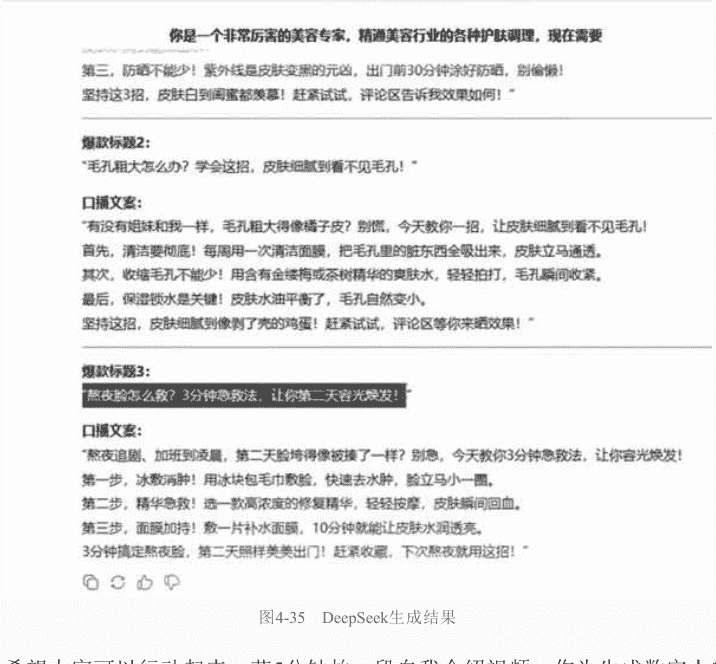 你是一个非常厉害的美容专家，精通美容行业的各种护肤调理，现在需要
第三，防晒不能少！紫外线是皮肤变黑的元凶，出门前30分钟涂好防晒，别偷懒！
坚持这3招，皮肤白到闺蜜都羡慕！赶紧试试，评论区告诉我效果如何！”
爆款标题2：
“毛孔粗大怎么办？学会这招，皮肤细腻到看不见毛孔！”
口播文案：
“有没有姐妹和我一样，毛孔粗大得像橘子皮？别慌，今天教你一招，让皮肤细腻到看不见毛孔！
首先，清洁要彻底！每周用一次清洁面膜，把毛孔里的脏东西全吸出来，皮肤立马通透。
其次，收缩毛孔不能少！用含有金缕梅或茶树精华的爽肤水，轻轻拍打，毛孔瞬间收紧。
最后，保湿锁水是关键！皮肤水油平衡了，毛孔自然变小。
坚持这招，皮肤细腻到像剥了壳的鸡蛋！赶紧试试，评论区等你来晒效果！”
爆款标题3：
“熬夜脸怎么救？3分钟急救法，让你第二天容光焕发！”
口播文案：
“熬夜追剧、加班到凌晨，第二天脸垮得像被揍了一样？别急，今天教你3分钟急救法，让你容光焕发！
第一步，冰敷消肿！用冰块包毛巾敷脸，快速去水肿，脸立马小一圈。
第二步，精华急救！选一款高浓度的修复精华，轻轻按摩，皮肤瞬间回血。
第三步，面膜加持！敷一片补水面膜，10分钟就能让皮肤水润透亮。
3分钟搞定熬夜脸，第二天照样美美出门！赶紧收藏，下次熬夜就用这招！”
图4-35 DeepSeek生成结果